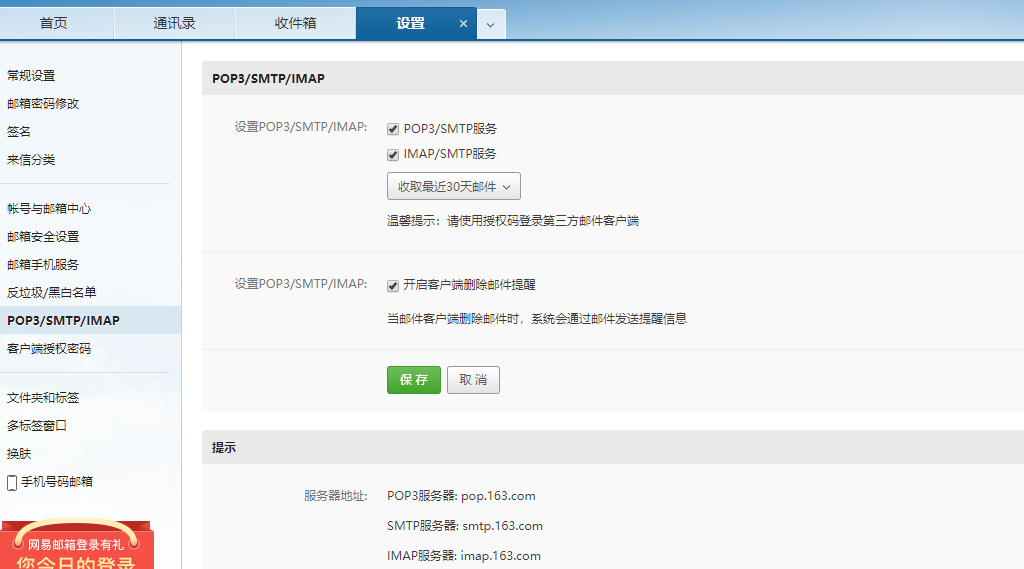 首页 通讯录 收件箱 设置 ×
常规设置
邮箱密码修改
签名
来信分类
帐号与邮箱中心
邮箱安全设置
邮箱手机服务
反垃圾/黑白名单
POP3/SMTP/IMAP
客户端授权密码
文件夹和标签
多标签窗口
换肤
手机号码邮箱
网易邮箱登录有礼
您今日的登录
POP3/SMTP/IMAP
设置POP3/SMTP/IMAP: POP3/SMTP服务
IMAP/SMTP服务
收取最近30天邮件
温馨提示：请使用授权码登录第三方邮件客户端
设置POP3/SMTP/IMAP: 开启客户端删除邮件提醒
当邮件客户端删除邮件时，系统会通过邮件发送提醒信息
保 存 取 消
提示
服务器地址: POP3服务器: pop.163.com
SMTP服务器: smtp.163.com
IMAP服务器: imap.163.com